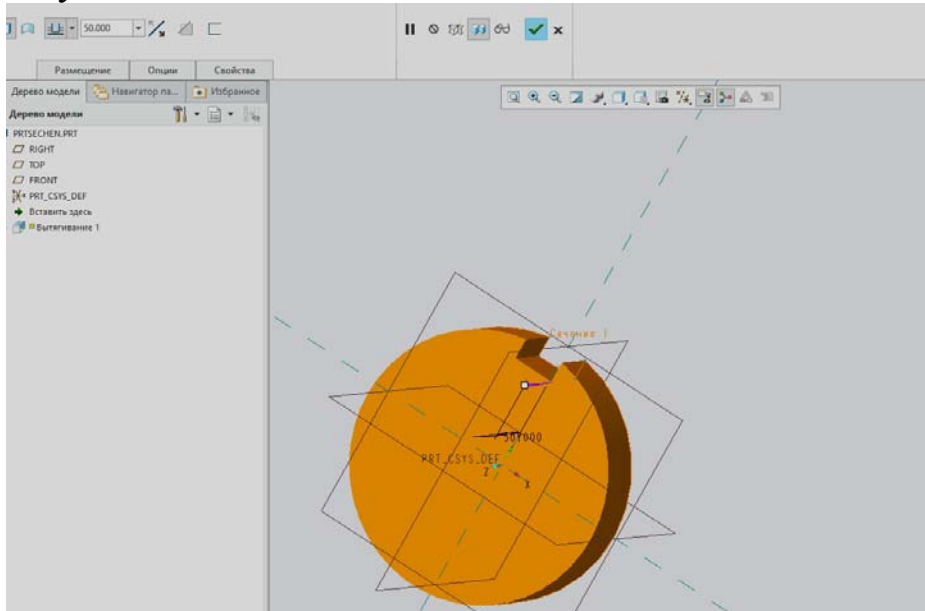 50.000
Размещение Опции Свойства
Дерево модели Навигатор па... Избранное
Дерево модели
PRTSECHEN.PRT
RIGHT
TOP
FRONT
PRT_CSYS_DEF
Вставить здесь
Вытягивание 1
Сечение 1
50.000
PRT_CSYS_DEF
Z
X